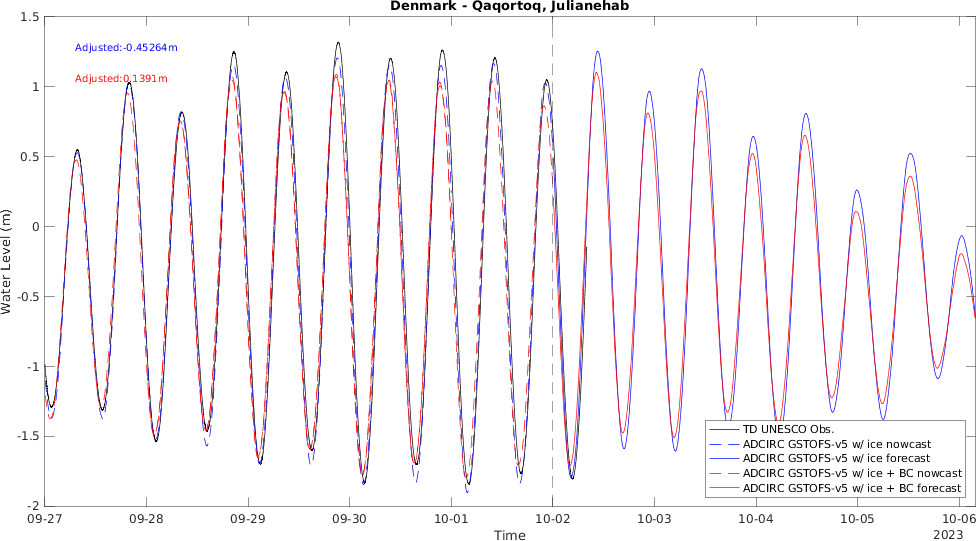 Denmark - Qaqortoq, Julianehab
Adjusted:-0.45264m
Adjusted:0.1391m
Water Level (m)
1.5
1
0.5
0
-0.5
-1
-1.5
-2
TD UNESCO Obs.
ADCIRC GSTOFS-v5 w/ ice nowcast
ADCIRC GSTOFS-v5 w/ ice forecast
ADCIRC GSTOFS-v5 w/ ice + BC nowcast
ADCIRC GSTOFS-v5 w/ ice + BC forecast
09-27 09-28 09-29 09-30 10-01 10-02 10-03 10-04 10-05 10-06
Time
2023